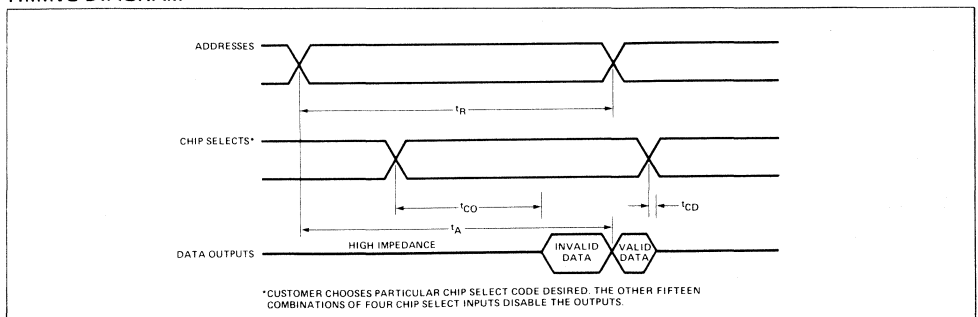 ADDRESSES
tR
CHIP SELECTS*
tCO
tCD
tA
HIGH IMPEDANCE
INVALID DATA
VALID DATA
DATA OUTPUTS
*CUSTOMER CHOOSES PARTICULAR CHIP SELECT CODE DESIRED. THE OTHER FIFTEEN
COMBINATIONS OF FOUR CHIP SELECT INPUTS DISABLE THE OUTPUTS.